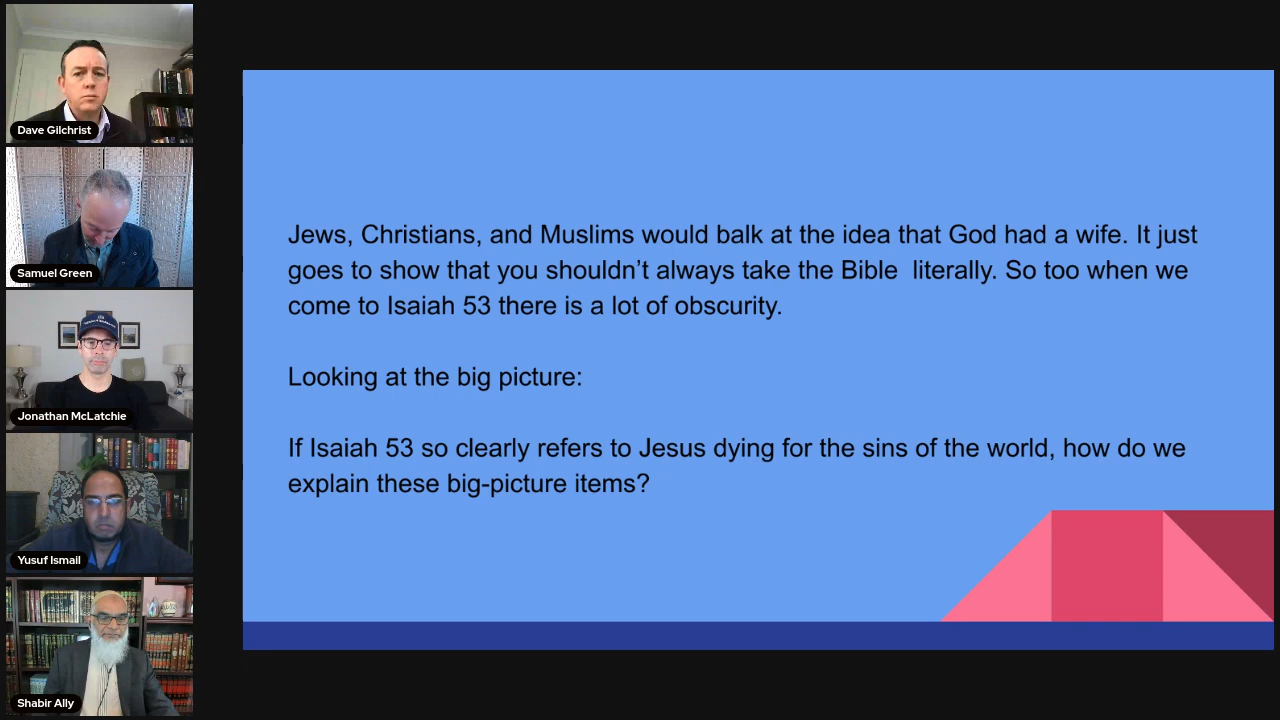 Dave Gilchrist
Samuel Green
Jonathan McLatchie
Yusuf Ismail
Shabir Ally
Jews, Christians, and Muslims would balk at the idea that God had a wife. It just
goes to show that you shouldn’t always take the Bible  literally. So too when we
come to Isaiah 53 there is a lot of obscurity.
Looking at the big picture:
If Isaiah 53 so clearly refers to Jesus dying for the sins of the world, how do we
explain these big-picture items?